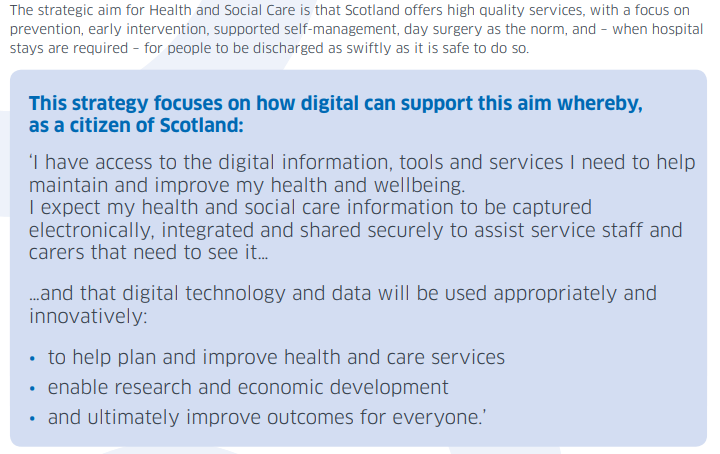 The strategic aim for Health and Social Care is that Scotland offers high quality services, with a focus on
prevention, early intervention, supported self-management, day surgery as the norm, and – when hospital
stays are required – for people to be discharged as swiftly as it is safe to do so.
This strategy focuses on how digital can support this aim whereby,
as a citizen of Scotland:
‘I have access to the digital information, tools and services I need to help
maintain and improve my health and wellbeing.
I expect my health and social care information to be captured
electronically, integrated and shared securely to assist service staff and
carers that need to see it…
…and that digital technology and data will be used appropriately and
innovatively:
• to help plan and improve health and care services
• enable research and economic development
• and ultimately improve outcomes for everyone.’